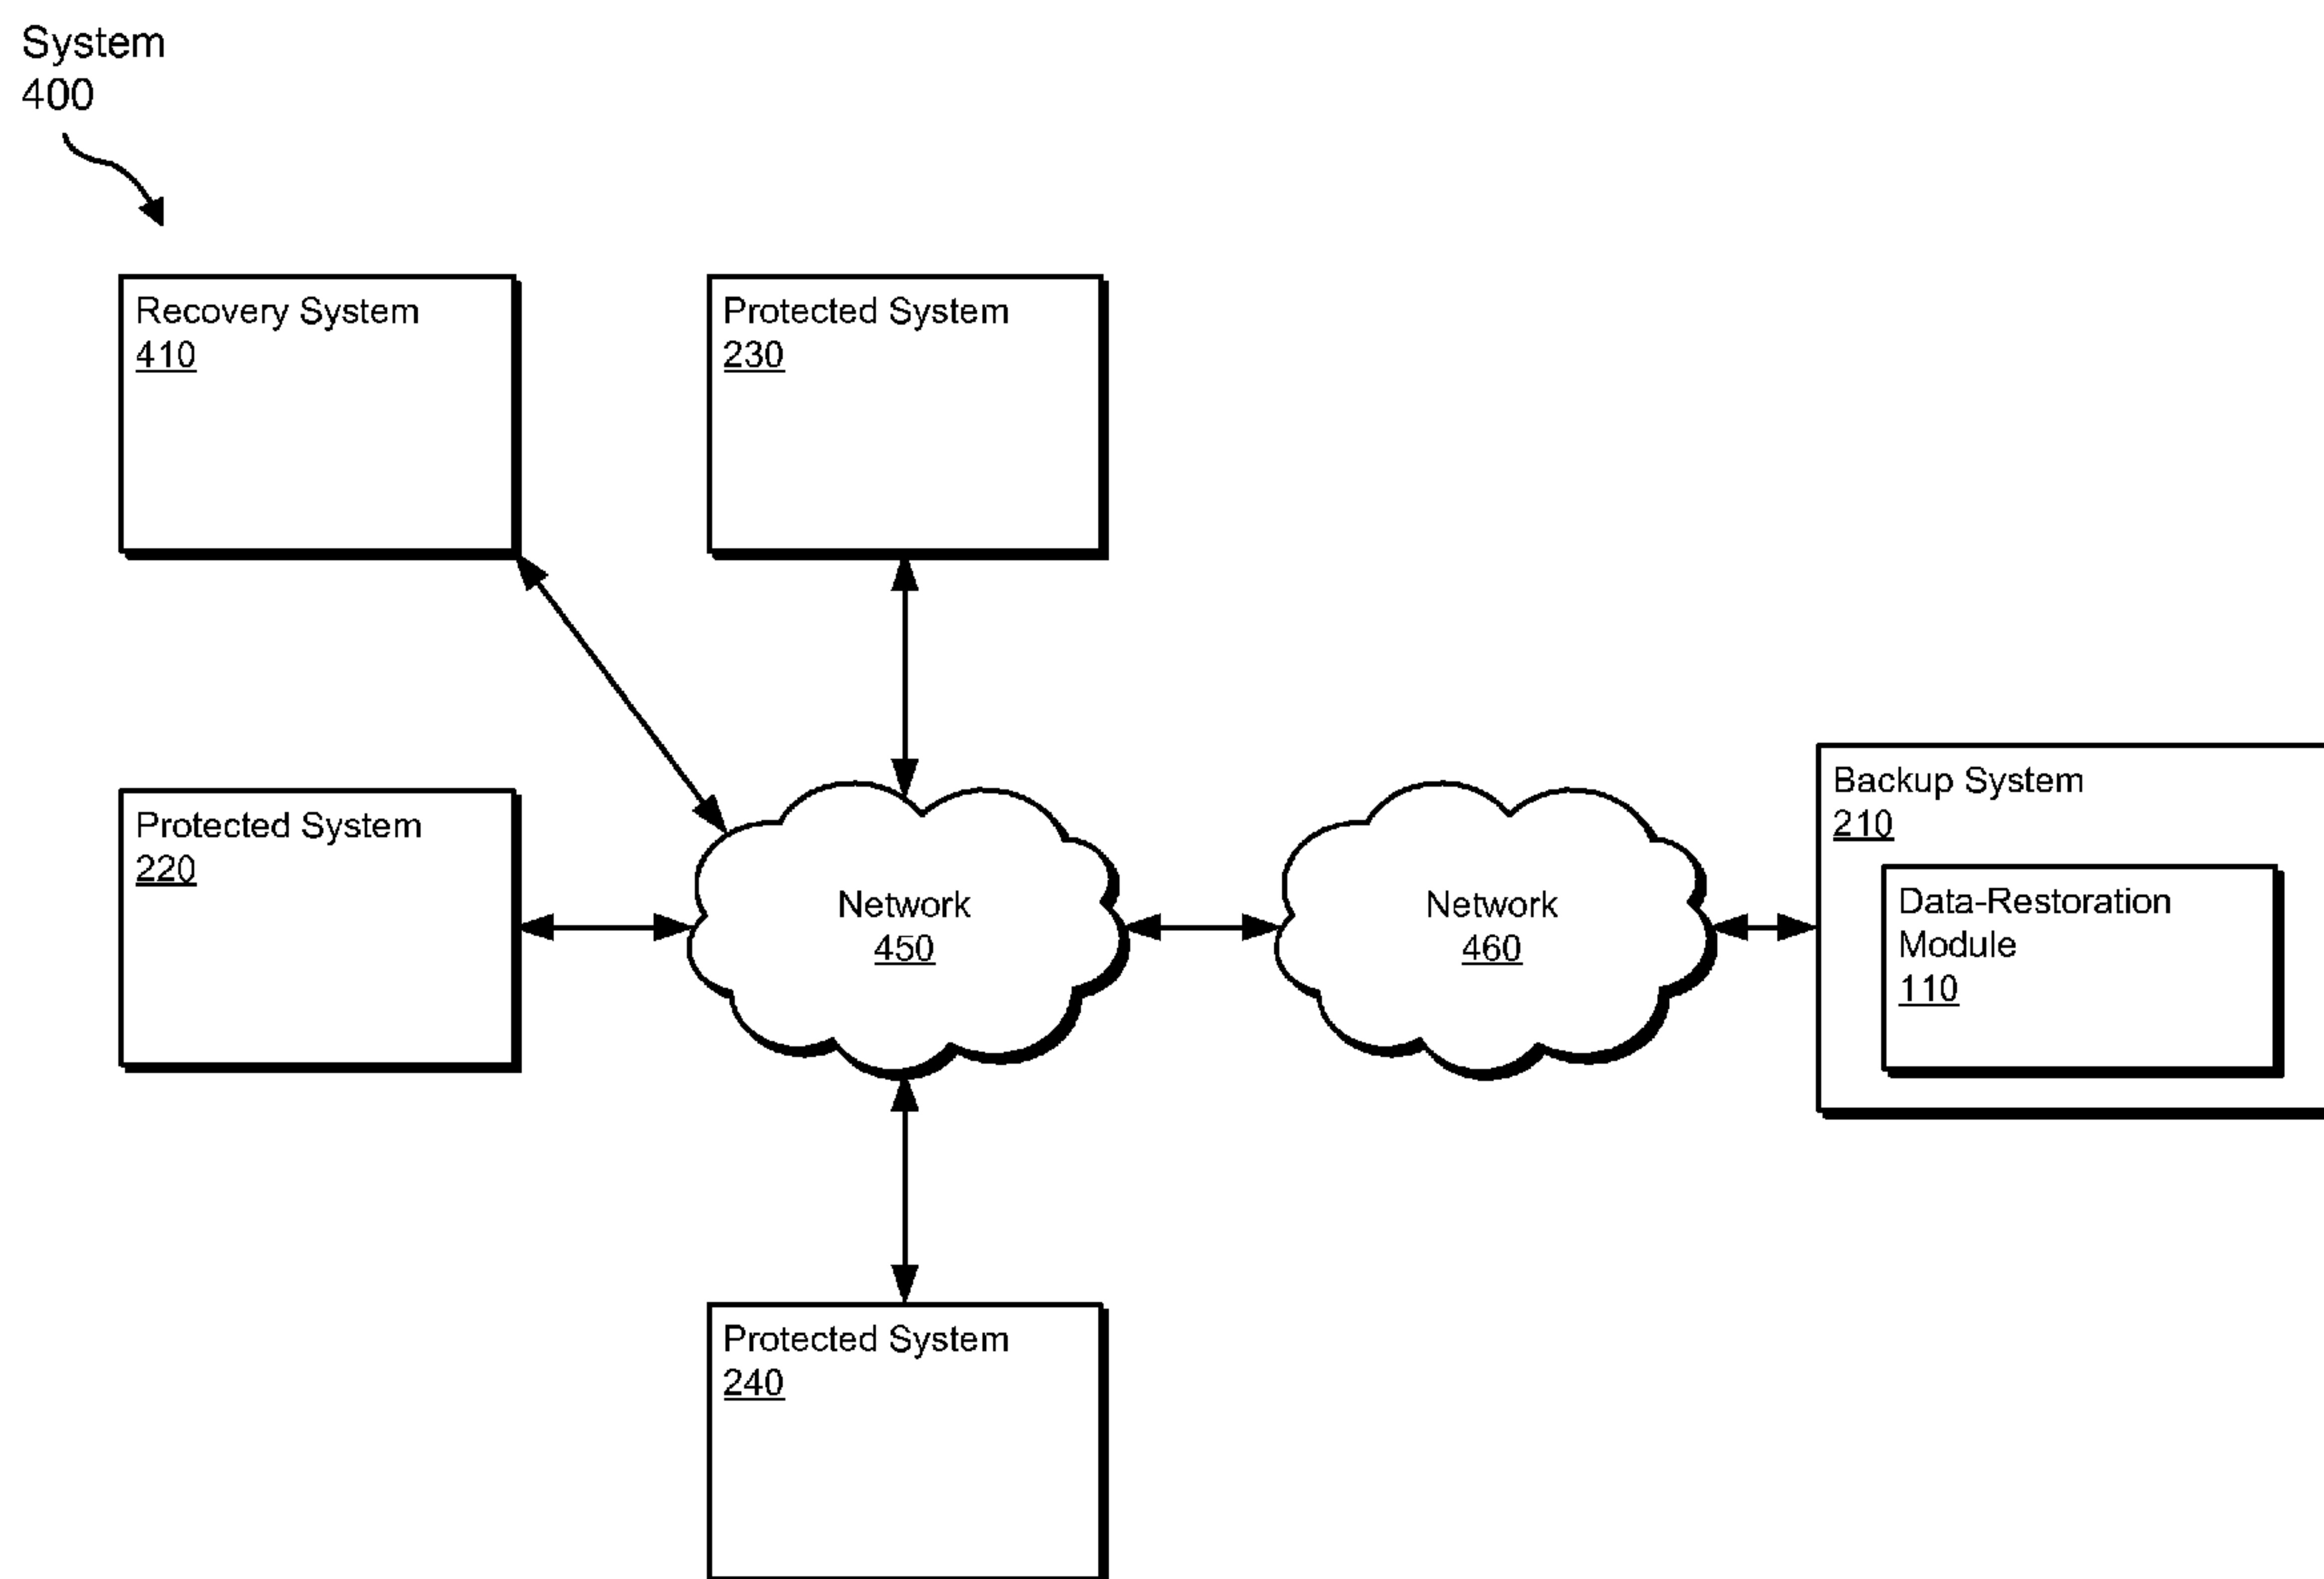 System
400
Recovery System
410
Protected System
230
Protected System
220
Network
450
Network
460
Backup System
210
Data-Restoration
Module
110
Protected System
240